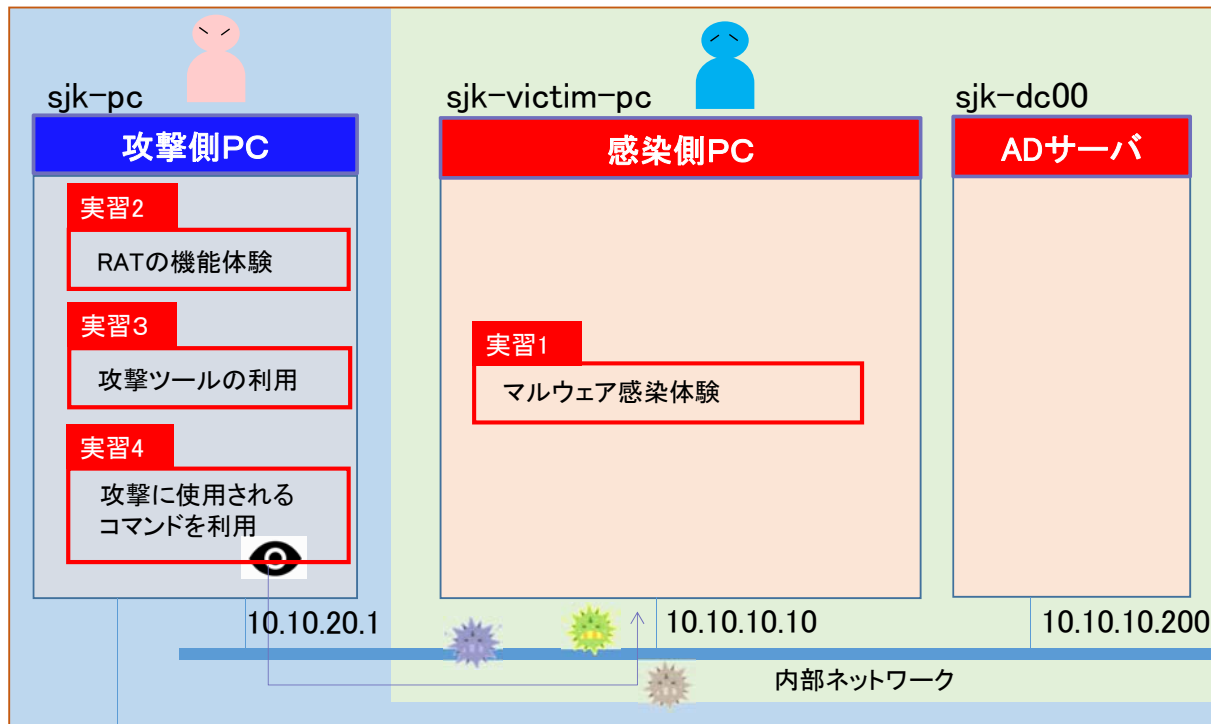 sjk-pc
攻撃側PC
実習2
RATの機能体験
実習3
攻撃ツールの利用
実習4
攻撃に使用される
コマンドを利用
10.10.20.1
sjk-victim-pc
感染側PC
実習1
マルウェア感染体験
10.10.10.10
sjk-dc00
ADサーバ
10.10.10.200
内部ネットワーク